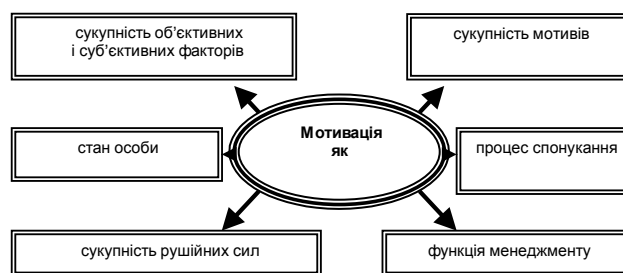 сукупність об’єктивних
і суб’єктивних факторів
сукупність мотивів
Мотивація
як
стан особи
процес спонукання
сукупність рушійних сил
функція менеджменту